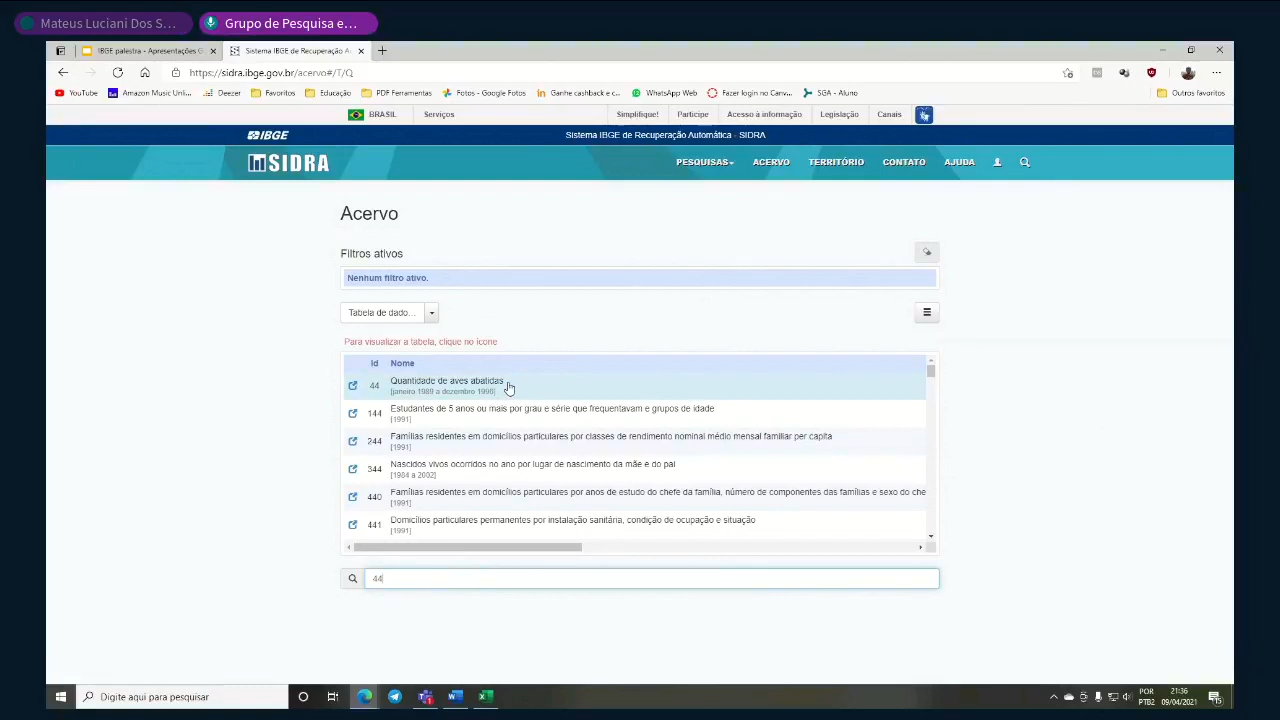 Mateus Luciani Dos S...
Grupo de Pesquisa e...
IBGE palestra - Apresentações G
Sistema IBGE de Recuperação A
https://sidra.ibge.gov.br/acervo#/T/Q
YouTube
Amazon Music Unli...
Deezer
Favoritos
Educação
PDF Ferramentas
Fotos - Google Fotos
Ganhe cashback e c...
WhatsApp Web
Fazer login no Canv...
SGA - Aluno
Outros favoritos
BRASIL
Serviços
Simplifique!
Participe
Acesso à informação
Legislação
Canais
IBGE
Sistema IBGE de Recuperação Automática - SIDRA
SIDRA
PESQUISAS
ACERVO
TERRITÓRIO
CONTATO
AJUDA
Acervo
Filtros ativos
Nenhum filtro ativo.
Tabela de dado...
Para visualizar a tabela, clique no ícone
Id Nome
44 Quantidade de aves abatidas
[janeiro 1989 a dezembro 1996]
144 Estudantes de 5 anos ou mais por grau e série que frequentavam e grupos de idade
[1991]
244 Famílias residentes em domicílios particulares por classes de rendimento nominal médio mensal familiar per capita
[1991]
344 Nascidos vivos ocorridos no ano por lugar de nascimento da mãe e do pai
[1984 a 2002]
440 Famílias residentes em domicílios particulares por anos de estudo do chefe da família, número de componentes das famílias e sexo do che
[1991]
441 Domicílios particulares permanentes por instalação sanitária, condição de ocupação e situação
[1991]
44
Digite aqui para pesquisar
POR
PTB2
21:36
09/04/2021